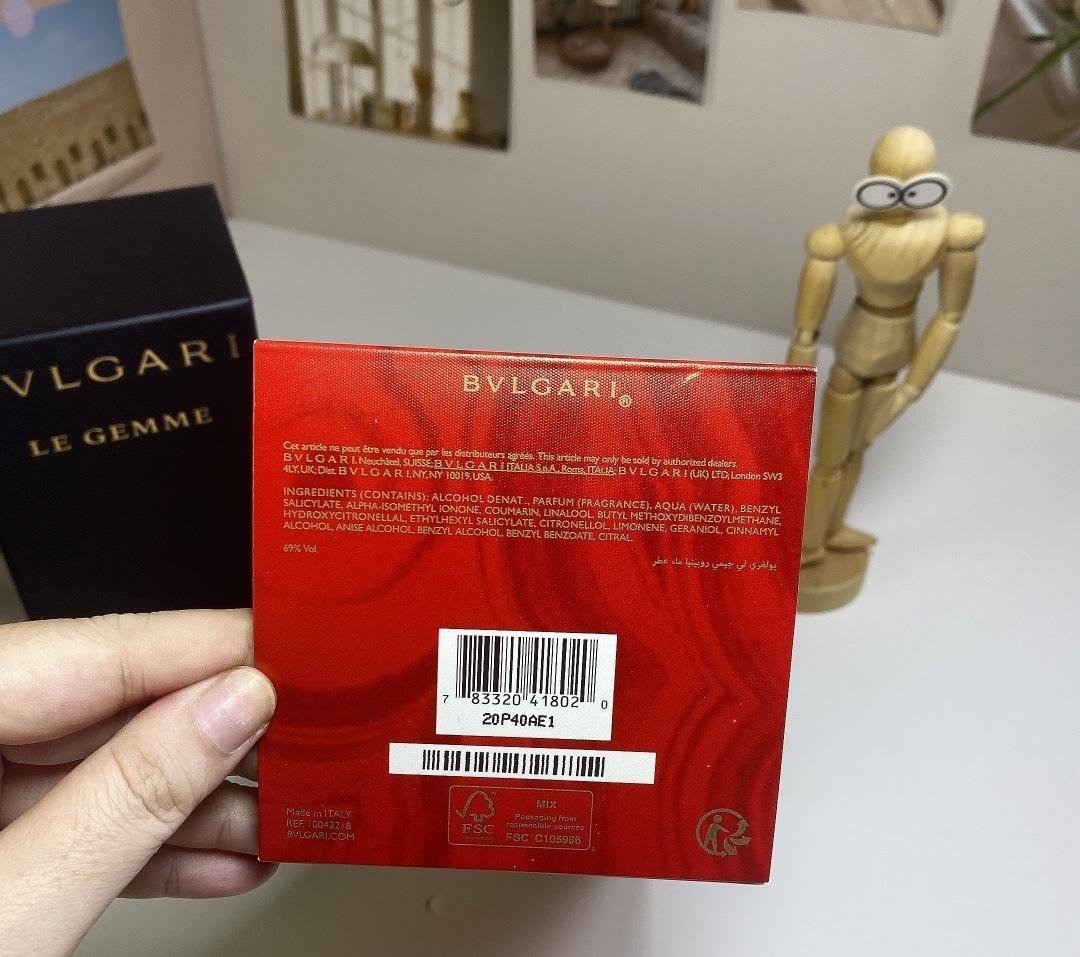 BVLGARI
LE GEMME
BVLGARI®
Cet article ne peut être vendu que par les distributeurs agréés. This article may only be sold by authorized dealers.
BVLGARI, Neuchâtel, SUISSE; BVLGARI ITALIA S.p.A., Roma, ITALIA; BVLGARI (UK) LTD, London SW3
4LY, UK; Dist. BVLGARI, NY, NY 10019, USA.
INGREDIENTS (CONTAINS): ALCOHOL DENAT., PARFUM (FRAGRANCE), AQUA (WATER), BENZYL
SALICYLATE, ALPHA-ISOMETHYL IONONE, COUMARIN, LINALOOL, BUTYL METHOXYDIBENZOYLMETHANE,
HYDROXYCITRONELLAL, ETHYLHEXYL SALICYLATE, CITRONELLOL, LIMONENE, GERANIOL, CINNAMYL
ALCOHOL, ANISE ALCOHOL, BENZYL ALCOHOL, BENZYL BENZOATE, CITRAL.
69% Vol.
بولغري لي جيمي روبينيا ماء عطر
7 83320 41802 0
20P40AE1
Made in ITALY
REF. 10042218
BVLGARI.COM
FSC
MIX
Packaging from
responsible sources
FSC® C105966